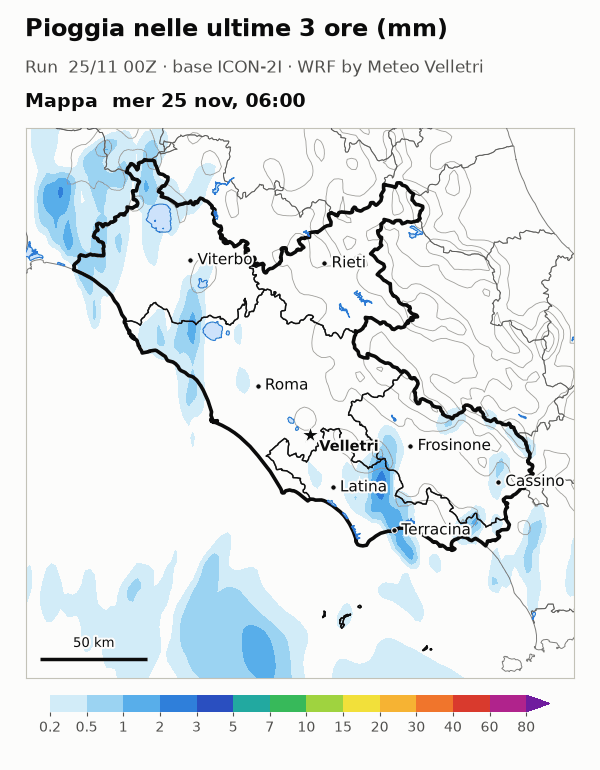 Pioggia nelle ultime 3 ore (mm)
Run  25/11 00Z · base ICON-2I · WRF by Meteo Velletri
Mappa  mer 25 nov, 06:00
Viterbo
Rieti
Roma
Velletri
Frosinone
Latina
Cassino
Terracina
50 km
0.2 0.5 1 2 3 5 7 10 15 20 30 40 60 80